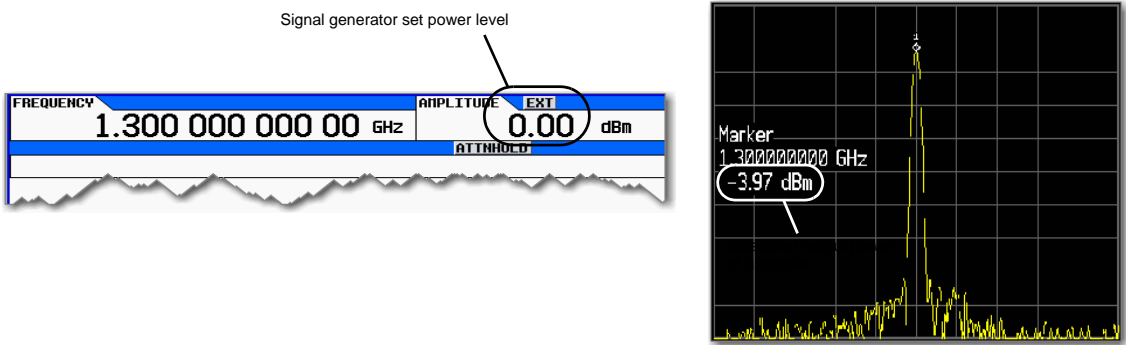 Signal generator set power level
FREQUENCY
AMPLITUDE EXT
1.300 000 000 00 GHz
0.00 dBm
ATTNHOLD
1
Marker
1.300000000 GHz
-3.97 dBm